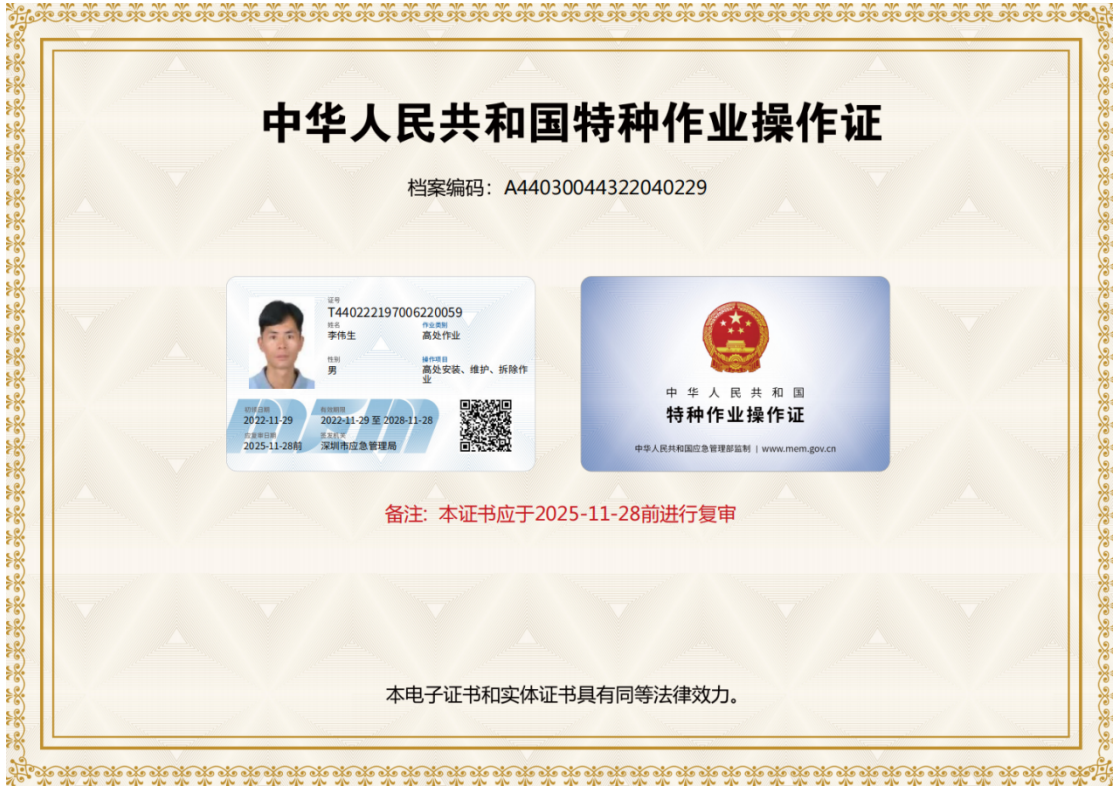 中华人民共和国特种作业操作证
档案编码：A44030044322040229
证号
T440222197006220059
姓名
李伟生
作业类别
高处作业
性别
男
操作项目
高处安装、维护、拆除作
业
初领日期
2022-11-29
有效期限
2022-11-29 至 2028-11-28
应复审日期
2025-11-28前
签发机关
深圳市应急管理局
中华人民共和国
特种作业操作证
中华人民共和国应急管理部监制 | www.mem.gov.cn
备注: 本证书应于2025-11-28前进行复审
本电子证书和实体证书具有同等法律效力。